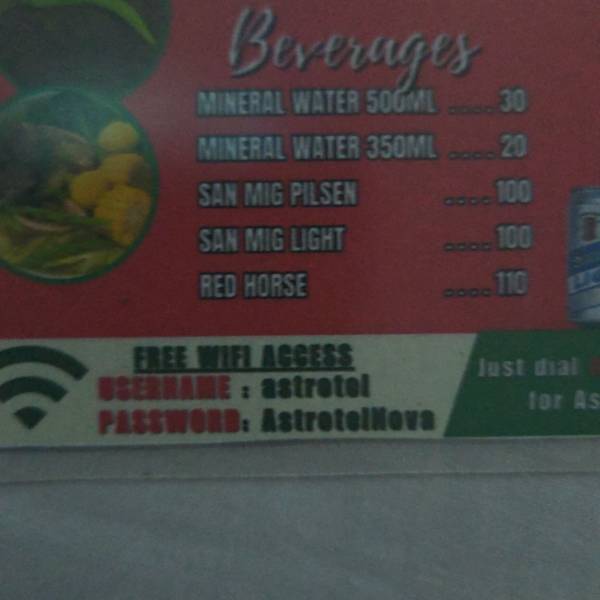 Beverages
MINERAL WATER 500ML ....30
MINERAL WATER 350ML ....20
SAN MIG PILSEN ....100
SAN MIG LIGHT ....100
RED HORSE ....110
FREE WIFI ACCESS
USERNAME : astrotel
PASSWORD: AstrotelNova
Just dial
for As